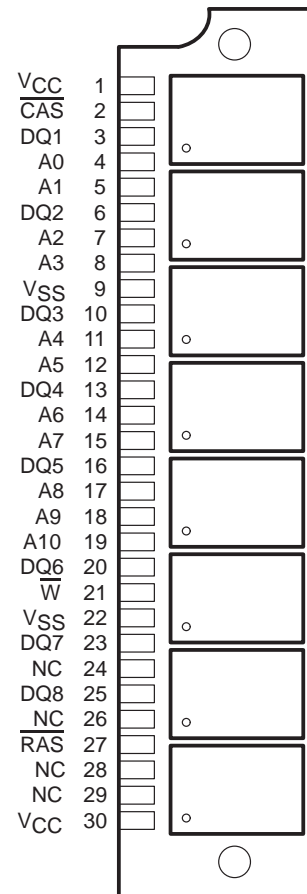 VCC 1
C̅A̅S̅ 2
DQ1 3
A0 4
A1 5
DQ2 6
A2 7
A3 8
VSS 9
DQ3 10
A4 11
A5 12
DQ4 13
A6 14
A7 15
DQ5 16
A8 17
A9 18
A10 19
DQ6 20
W̅ 21
VSS 22
DQ7 23
NC 24
DQ8 25
NC 26
R̅A̅S̅ 27
NC 28
NC 29
VCC 30